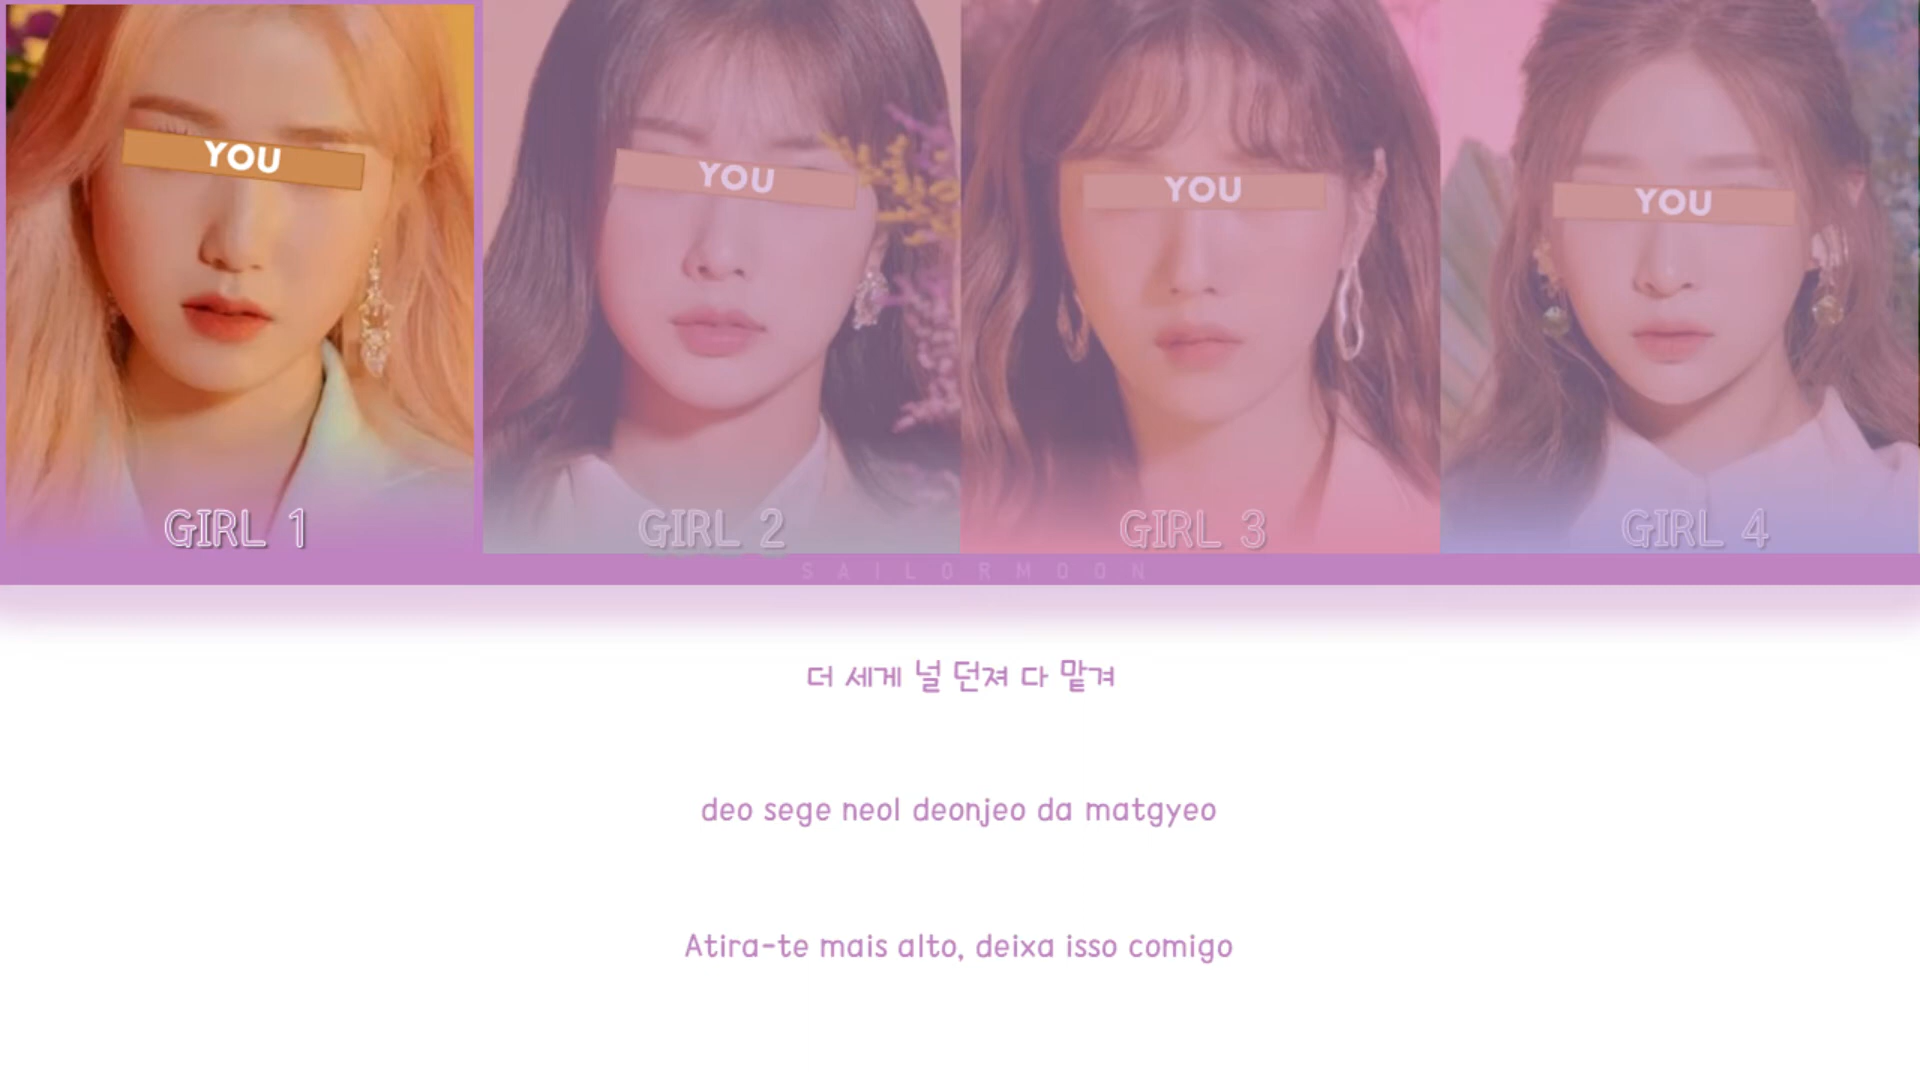 YOU YOU YOU YOU
GIRL 1 GIRL 2 GIRL 3 GIRL 4
SAILORMOON
더 세게 널 던져 다 맡겨
deo sege neol deonjeo da matgyeo
Atira-te mais alto, deixa isso comigo